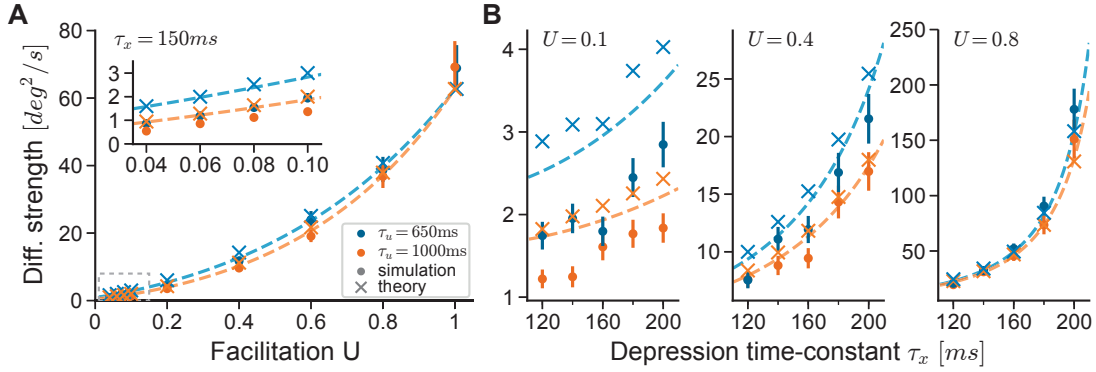 A
Diff. strength [deg²/s]
80
60
40
20
0
τₓ = 150ms
3
2
1
0
0.04 0.06 0.08 0.10
τᵤ = 650ms
τᵤ = 1000ms
simulation
theory
0 0.2 0.4 0.6 0.8 1
Facilitation U
B
U = 0.1
4
3
2
1
120 160 200
U = 0.4
25
20
15
10
120 160 200
U = 0.8
250
200
150
100
50
120 160 200
Depression time-constant τₓ [ms]